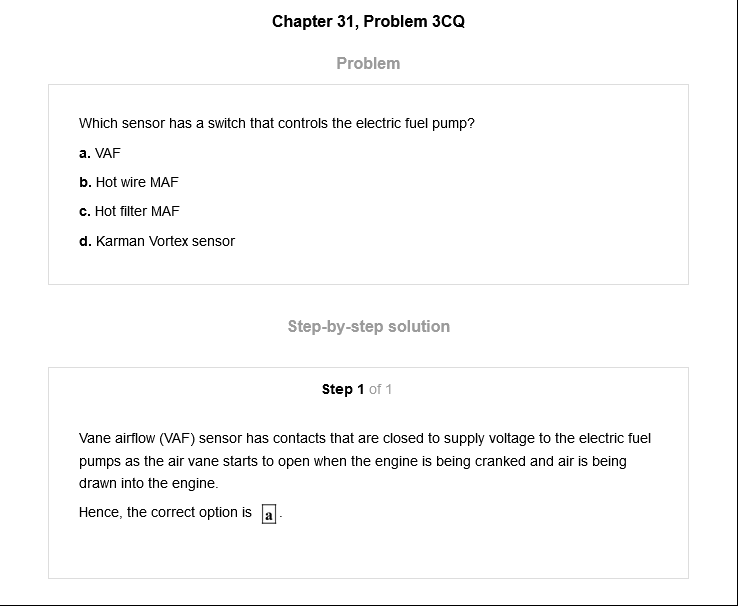 Chapter 31, Problem 3CQ
Problem
Which sensor has a switch that controls the electric fuel pump?
a. VAF
b. Hot wire MAF
c. Hot filter MAF
d. Karman Vortex sensor
Step-by-step solution
Step 1 of 1
Vane airflow (VAF) sensor has contacts that are closed to supply voltage to the electric fuel
pumps as the air vane starts to open when the engine is being cranked and air is being
drawn into the engine.
Hence, the correct option is a.